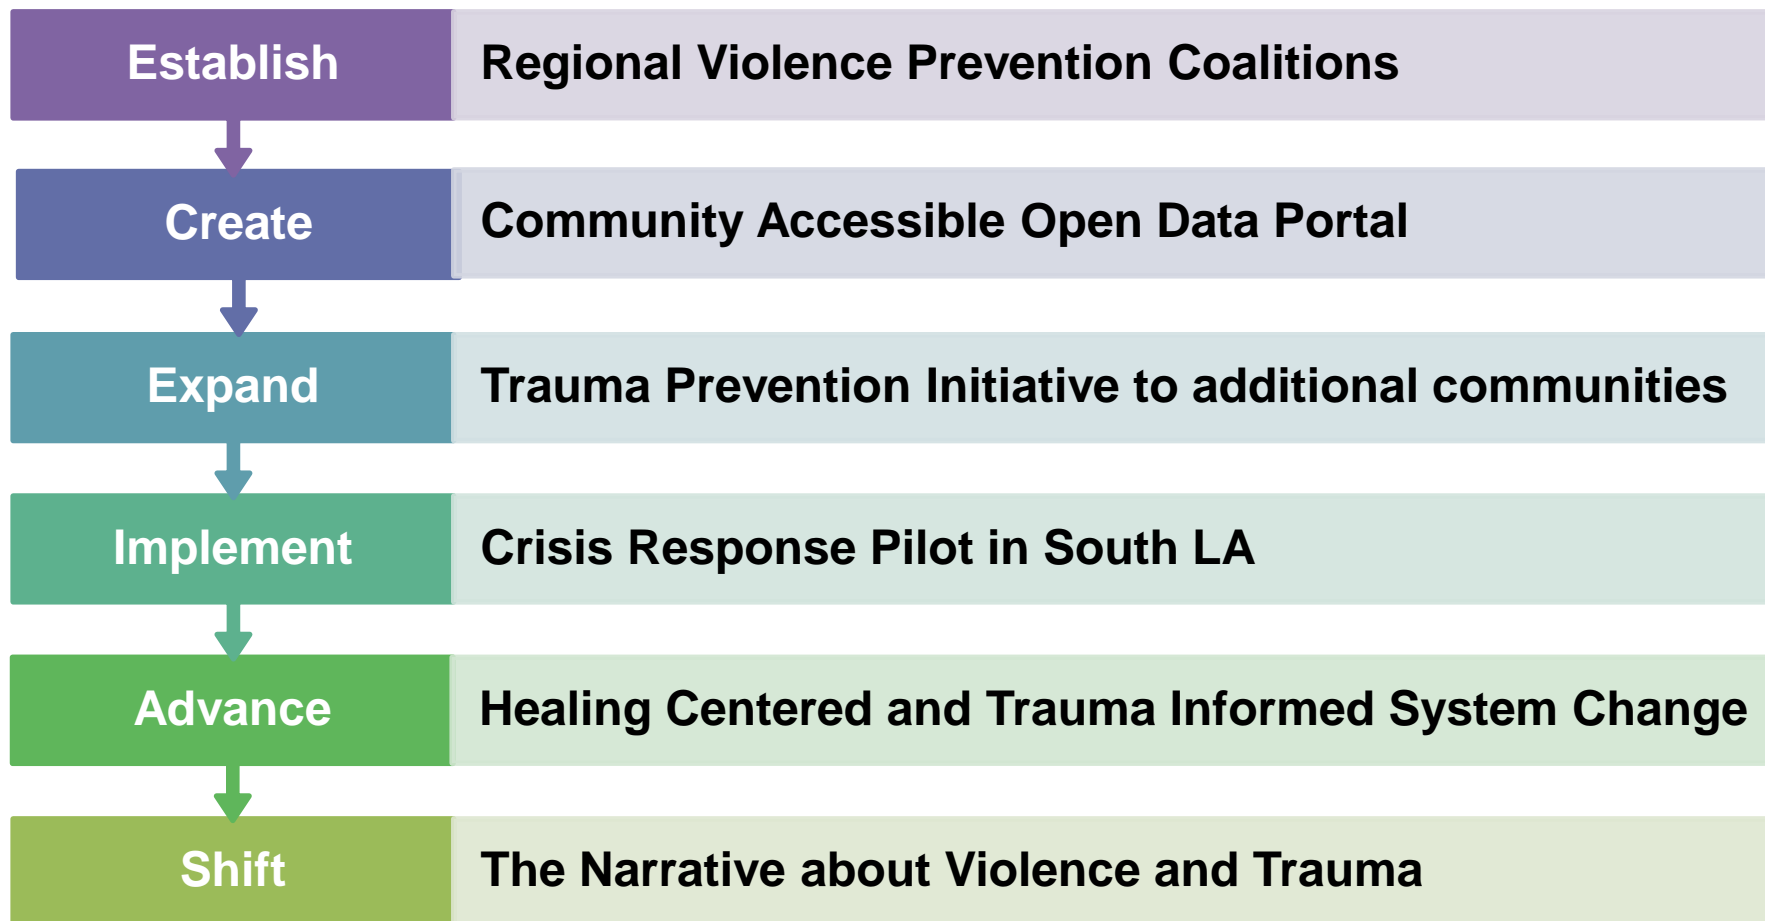 Establish
Regional Violence Prevention Coalitions
Create
Community Accessible Open Data Portal
Expand
Trauma Prevention Initiative to additional communities
Implement
Crisis Response Pilot in South LA
Advance
Healing Centered and Trauma Informed System Change
Shift
The Narrative about Violence and Trauma